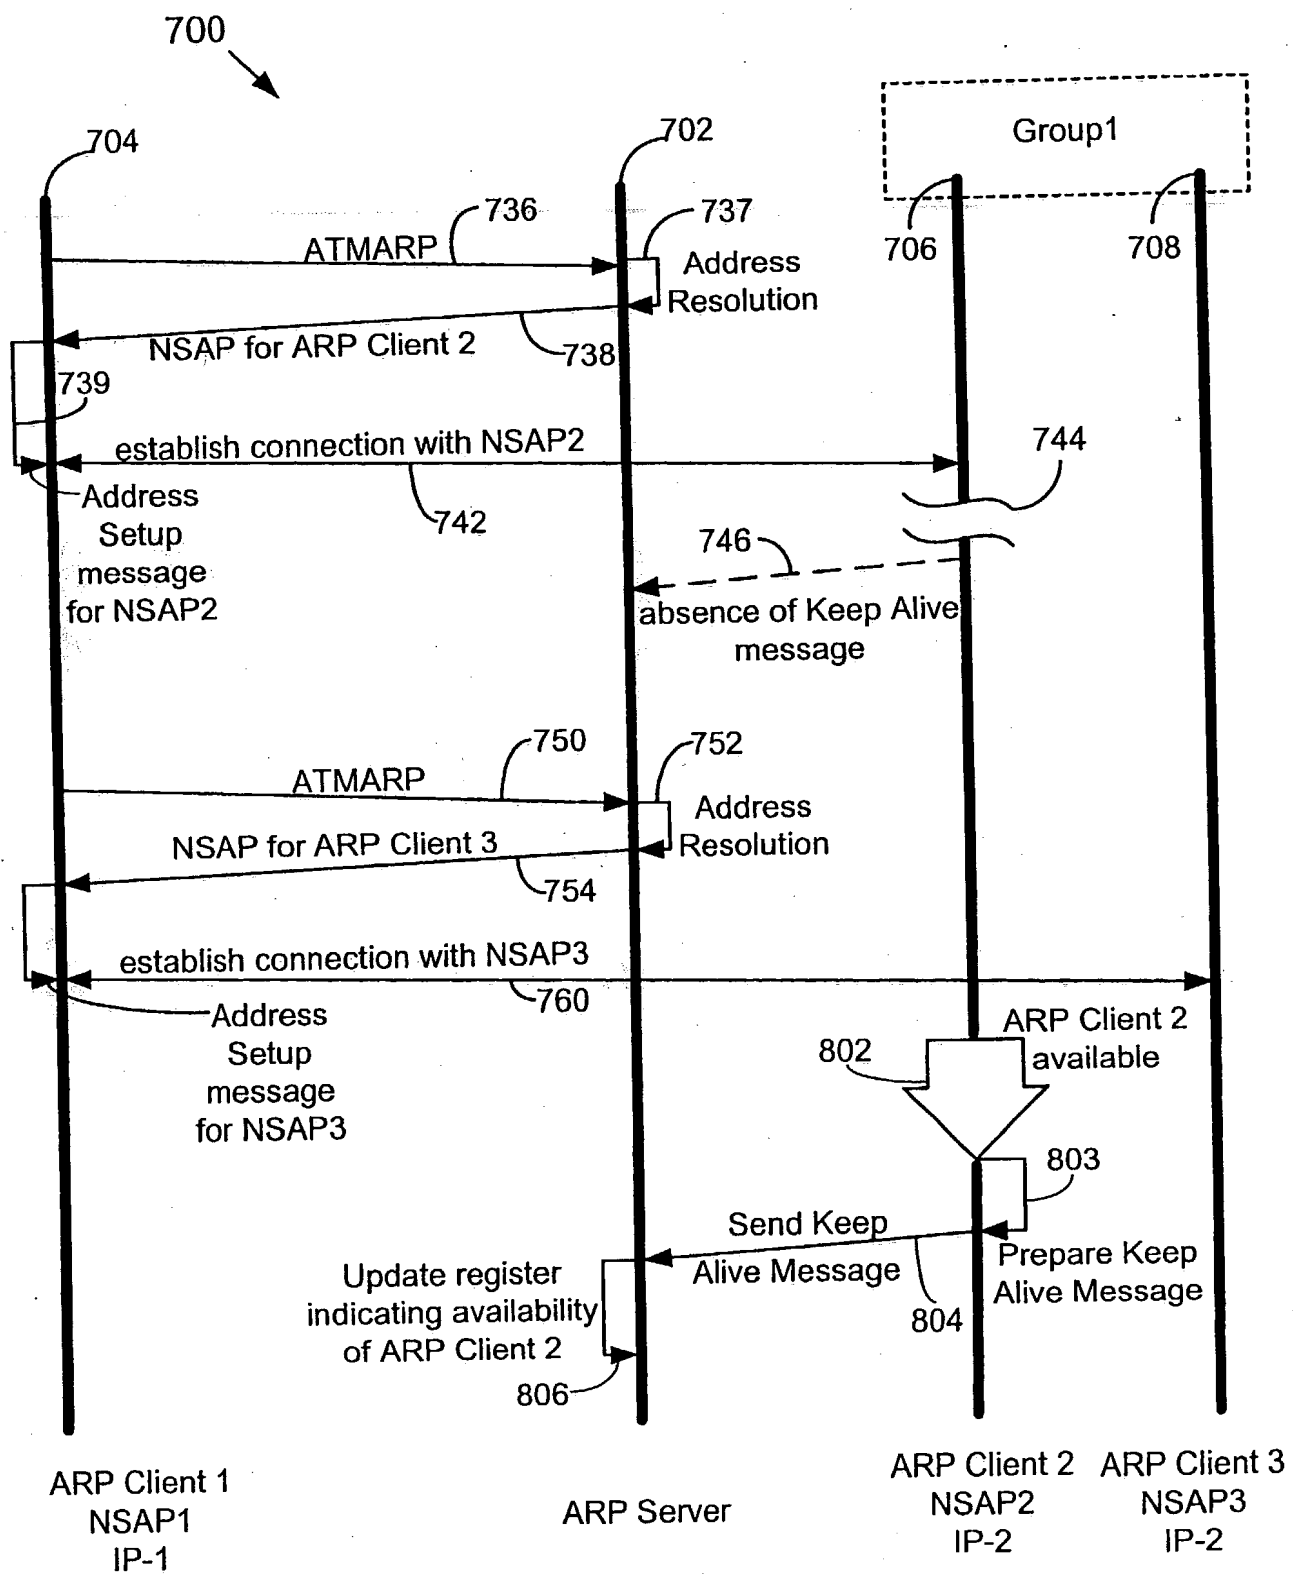 700
Group1
704
702
706
708
736
737
ATMARP
Address
Resolution
NSAP for ARP Client 2
738
739
establish connection with NSAP2
744
Address
Setup
message
for NSAP2
742
746
absence of Keep Alive
message
750
752
ATMARP
Address
Resolution
NSAP for ARP Client 3
754
establish connection with NSAP3
760
Address
Setup
message
for NSAP3
ARP Client 2
available
802
803
Send Keep
Alive Message
Prepare Keep
Alive Message
804
Update register
indicating availability
of ARP Client 2
806
ARP Client 1
NSAP1
IP-1
ARP Server
ARP Client 2
NSAP2
IP-2
ARP Client 3
NSAP3
IP-2